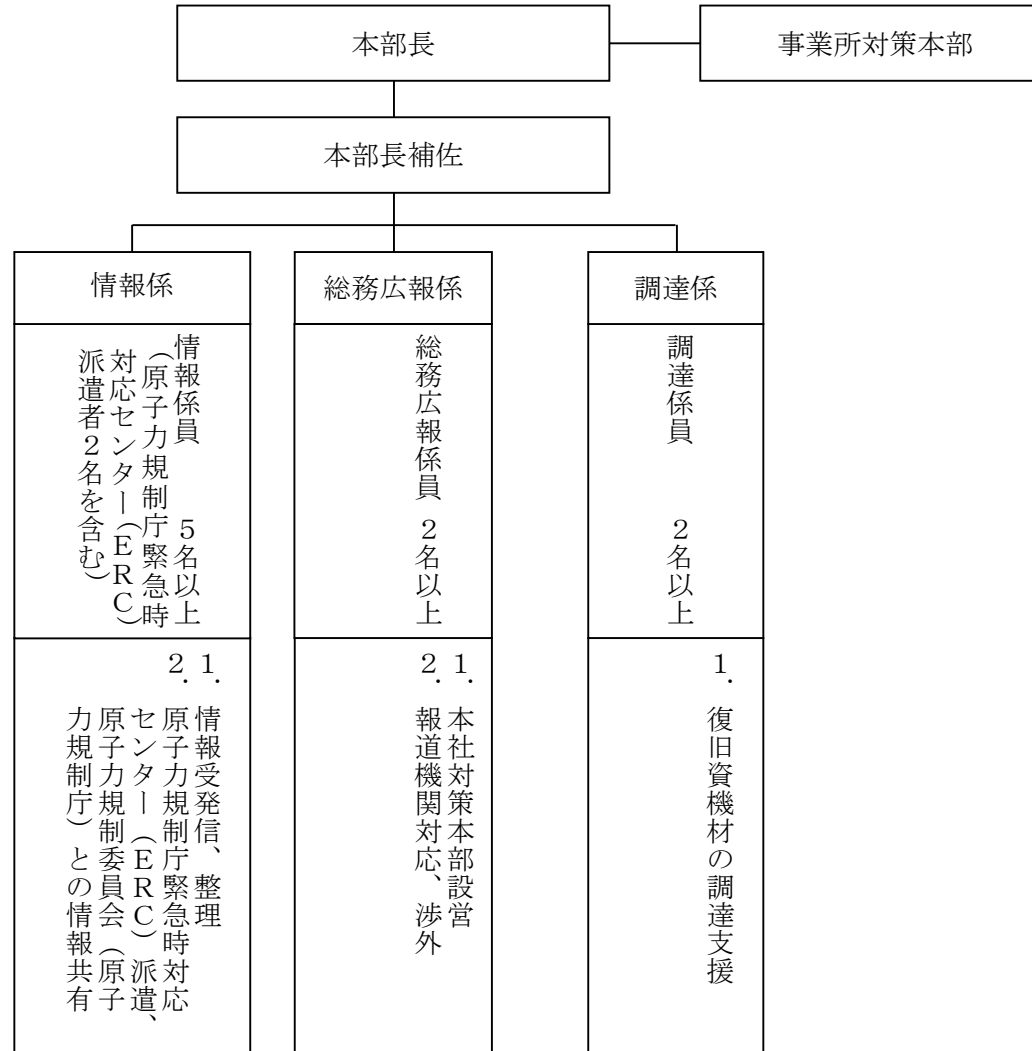 本部長
事業所対策本部
本部長補佐
情報係
情報係員　５名以上
（原子力規制庁緊急時
対応センター（ＥＲＣ）
派遣者２名を含む）
１．情報受発信、整理
２．原子力規制庁緊急時対応
センター（ＥＲＣ）派遣、
原子力規制委員会（原子
力規制庁）との情報共有
総務広報係
総務広報係員　２名以上
１．本社対策本部設営
２．報道機関対応、渉外
調達係
調達係員　２名以上
１．復旧資機材の調達支援